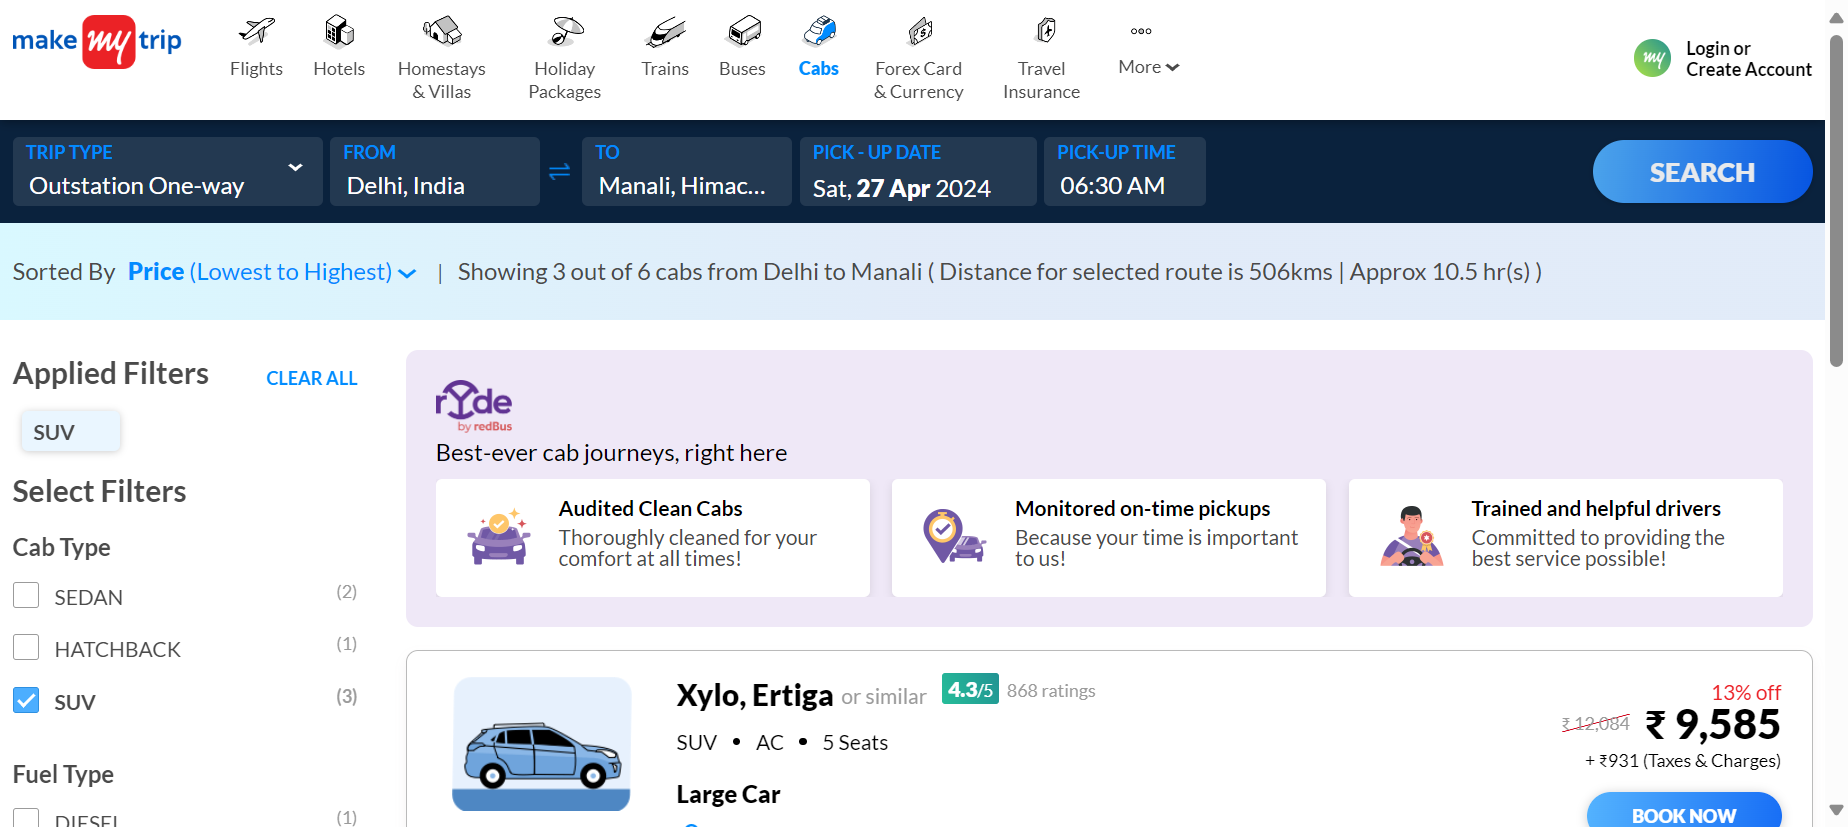 make my trip
Flights
Hotels
Homestays
& Villas
Holiday
Packages
Trains
Buses
Cabs
Forex Card
& Currency
Travel
Insurance
More
my
Login or
Create Account
TRIP TYPE
Outstation One-way
FROM
Delhi, India
TO
Manali, Himac...
PICK - UP DATE
Sat, 27 Apr 2024
PICK-UP TIME
06:30 AM
SEARCH
Sorted By Price (Lowest to Highest) | Showing 3 out of 6 cabs from Delhi to Manali ( Distance for selected route is 506kms | Approx 10.5 hr(s) )
Applied Filters
CLEAR ALL
SUV
Select Filters
Cab Type
SEDAN (2)
HATCHBACK (1)
SUV (3)
Fuel Type
DIESEL (1)
rYde
by redBus
Best-ever cab journeys, right here
Audited Clean Cabs
Thoroughly cleaned for your
comfort at all times!
Monitored on-time pickups
Because your time is important
to us!
Trained and helpful drivers
Committed to providing the
best service possible!
Xylo, Ertiga or similar 4.3/5 868 ratings
SUV • AC • 5 Seats
Large Car
13% off
₹ 12,084 ₹ 9,585
+ ₹931 (Taxes & Charges)
BOOK NOW